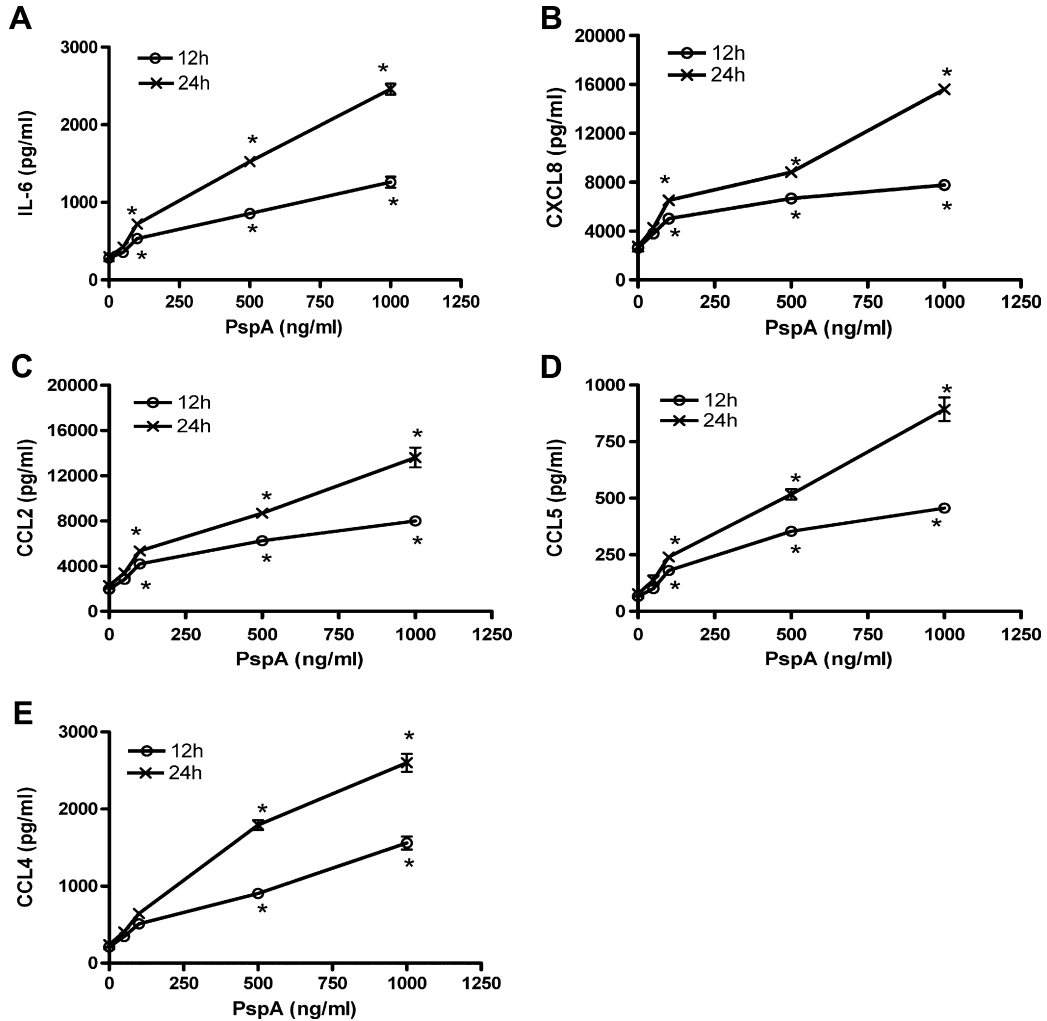 A
IL-6 (pg/ml)
3000
2000
1000
0
12h
24h
*
*
*
*
*
*
0 250 500 750 1000 1250
PspA (ng/ml)
B
CXCL8 (pg/ml)
20000
16000
12000
8000
4000
0
12h
24h
*
*
*
*
*
*
0 250 500 750 1000 1250
PspA (ng/ml)
C
CCL2 (pg/ml)
20000
16000
12000
8000
4000
0
12h
24h
*
*
*
*
*
*
0 250 500 750 1000 1250
PspA (ng/ml)
D
CCL5 (pg/ml)
1000
750
500
250
0
12h
24h
*
*
*
*
*
*
0 250 500 750 1000 1250
PspA (ng/ml)
E
CCL4 (pg/ml)
3000
2000
1000
0
12h
24h
*
*
*
*
0 250 500 750 1000 1250
PspA (ng/ml)